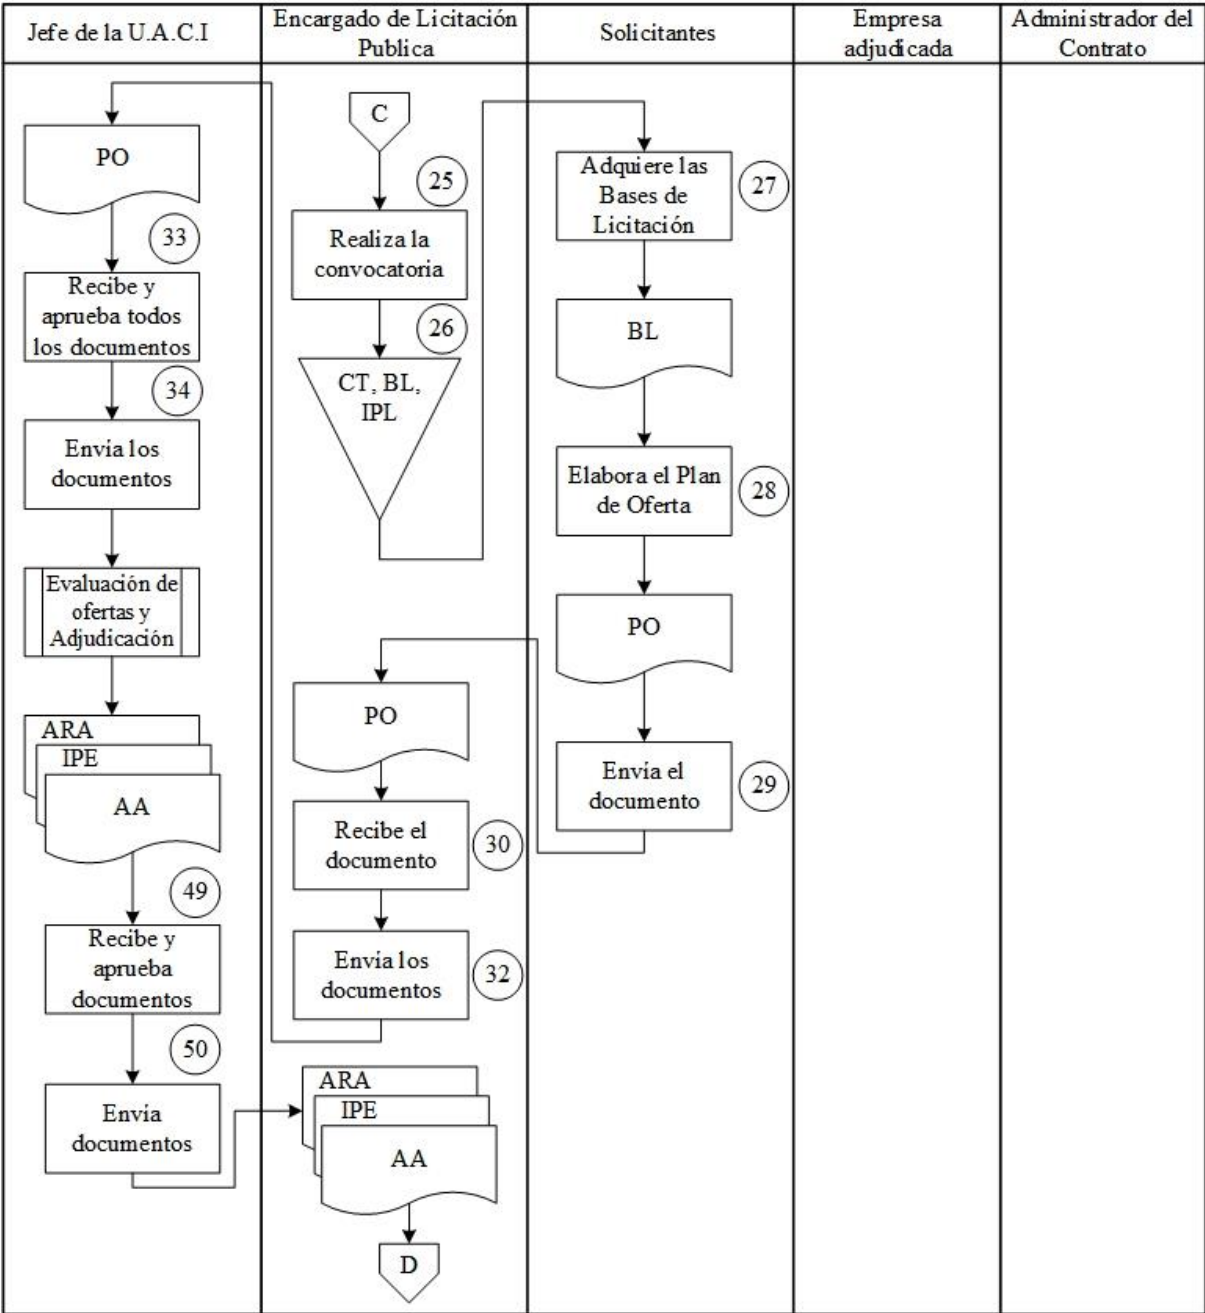 Jefe de la U.A.C.I
Encargado de Licitación
Publica
Solicitantes
Empresa
adjudicada
Administrador del
Contrato
PO
33
Recibe y
aprueba todos
los documentos
34
Envía los
documentos
Evaluación de
ofertas y
Adjudicación
ARA
IPE
AA
49
Recibe y
aprueba
documentos
50
Envía
documentos
C
25
Realiza la
convocatoria
26
CT, BL,
IPL
PO
Recibe el
documento
30
Envía los
documentos
32
ARA
IPE
AA
D
Adquiere las
Bases de
Licitación
27
BL
Elabora el Plan
de Oferta
28
PO
Envía el
documento
29